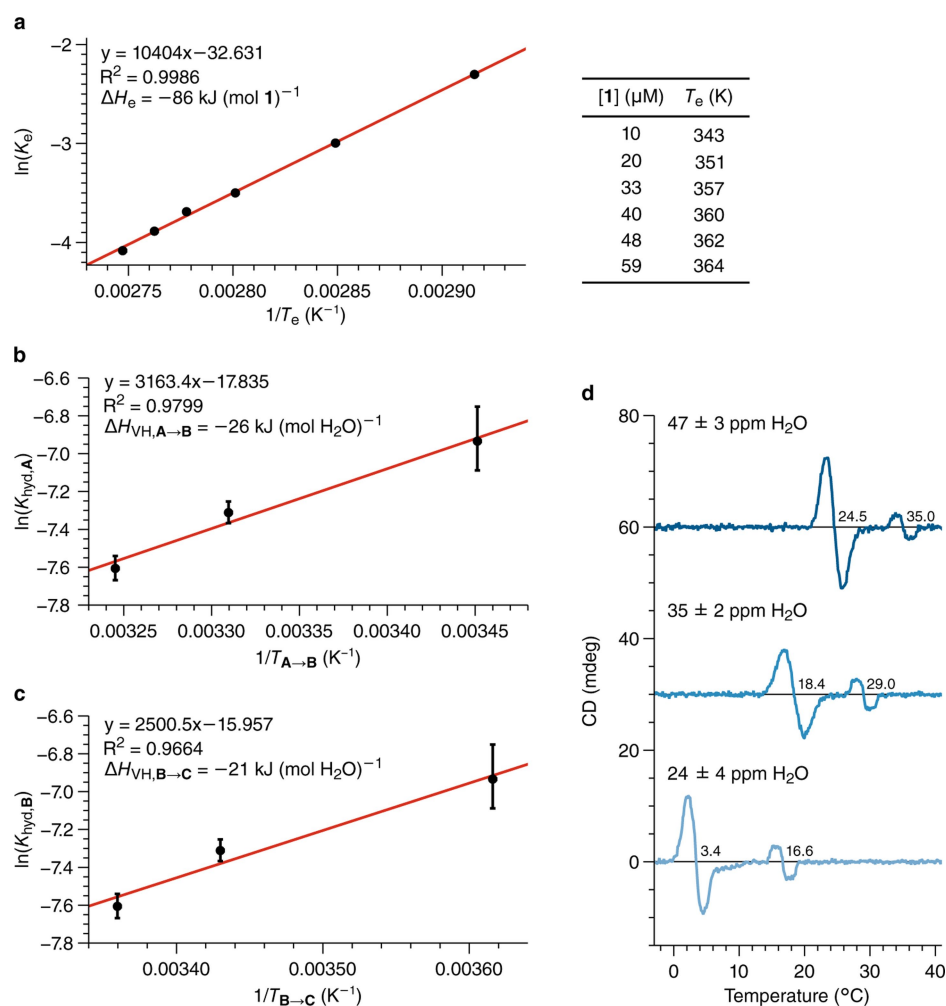 a
y = 10404x−32.631
R² = 0.9986
ΔHₑ = −86 kJ (mol 1)⁻¹
−2
−3
−4
ln(Kₑ)
0.00275
0.00280
0.00285
0.00290
1/Tₑ (K⁻¹)
[1] (μM) Tₑ (K)
10 343
20 351
33 357
40 360
48 362
59 364
b
y = 3163.4x−17.835
R² = 0.9799
ΔH_VH,A→B = −26 kJ (mol H₂O)⁻¹
−6.6
−6.8
−7.0
−7.2
−7.4
−7.6
−7.8
ln(K_hyd,A)
0.00325
0.00330
0.00335
0.00340
0.00345
1/T_A→B (K⁻¹)
c
y = 2500.5x−15.957
R² = 0.9664
ΔH_VH,B→C = −21 kJ (mol H₂O)⁻¹
−6.6
−6.8
−7.0
−7.2
−7.4
−7.6
−7.8
ln(K_hyd,B)
0.00340
0.00350
0.00360
1/T_B→C (K⁻¹)
d
80
60
40
20
0
CD (mdeg)
47 ± 3 ppm H₂O
24.5
35.0
35 ± 2 ppm H₂O
18.4
29.0
24 ± 4 ppm H₂O
3.4
16.6
0
10
20
30
40
Temperature (°C)